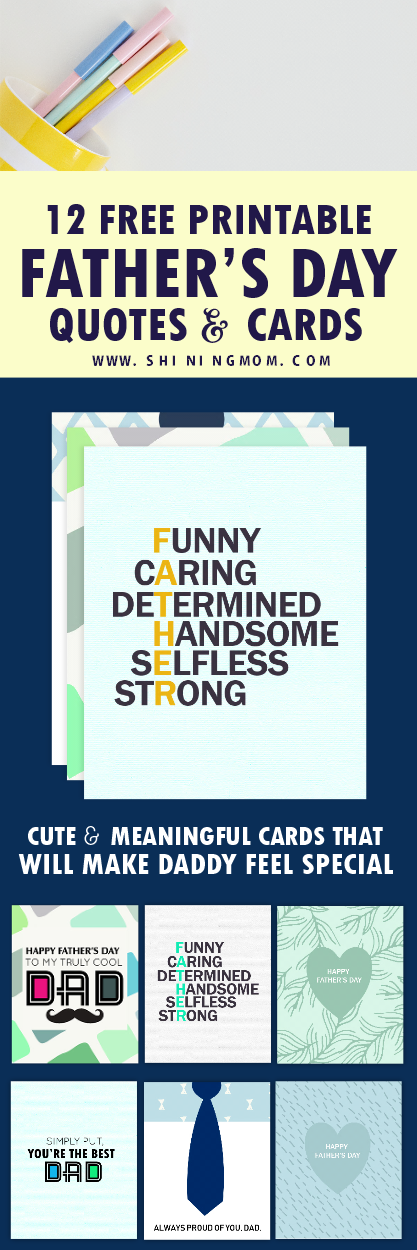 12 FREE PRINTABLE
FATHER'S DAY
QUOTES & CARDS
WWW. SHININGMOM. COM
FUNNY
CARING
DETERMINED
HANDSOME
SELFLESS
STRONG
CUTE & MEANINGFUL CARDS THAT
WILL MAKE DADDY FEEL SPECIAL
HAPPY FATHER'S DAY
TO MY TRULY COOL
DAD
FUNNY
CARING
DETERMINED
HANDSOME
SELFLESS
STRONG
HAPPY
FATHER'S DAY
SIMPLY PUT,
YOU'RE THE BEST
DAD
ALWAYS PROUD OF YOU, DAD.
HAPPY
FATHER'S DAY